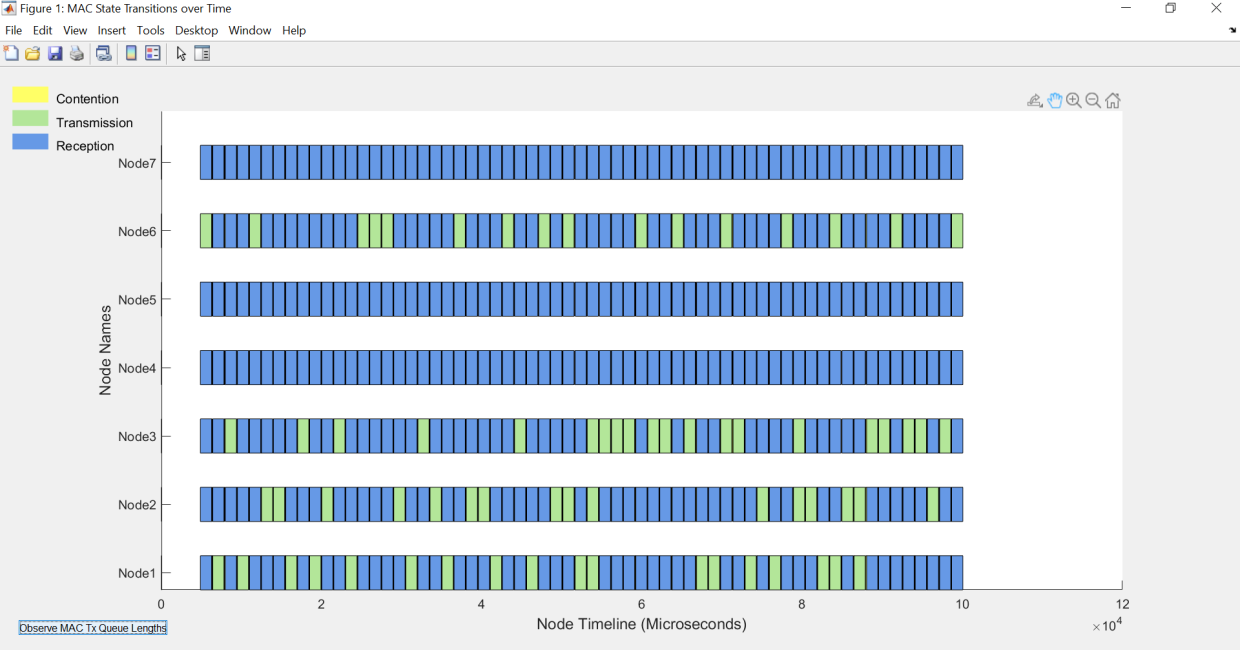 Figure 1: MAC State Transitions over Time
File Edit View Insert Tools Desktop Window Help
Contention
Transmission
Reception
Node7
Node6
Node5
Node4
Node3
Node2
Node1
Node Names
0 2 4 6 8 10 12
Node Timeline (Microseconds)
×10^4
Observe MAC Tx Queue Lengths